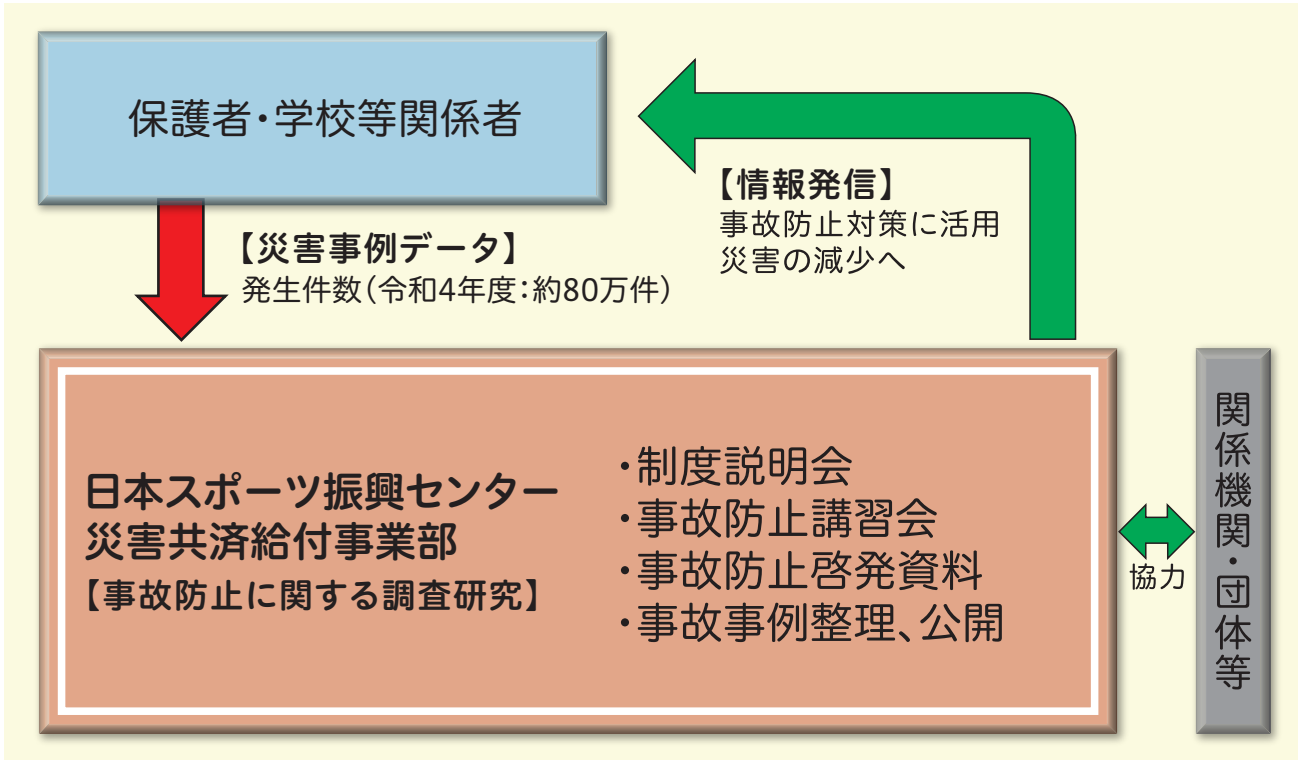 保護者・学校等関係者
【災害事例データ】
発生件数（令和4年度：約80万件）
【情報発信】
事故防止対策に活用
災害の減少へ
日本スポーツ振興センター
災害共済給付事業部
【事故防止に関する調査研究】
・制度説明会
・事故防止講習会
・事故防止啓発資料
・事故事例整理、公開
協力
関係機関・団体等